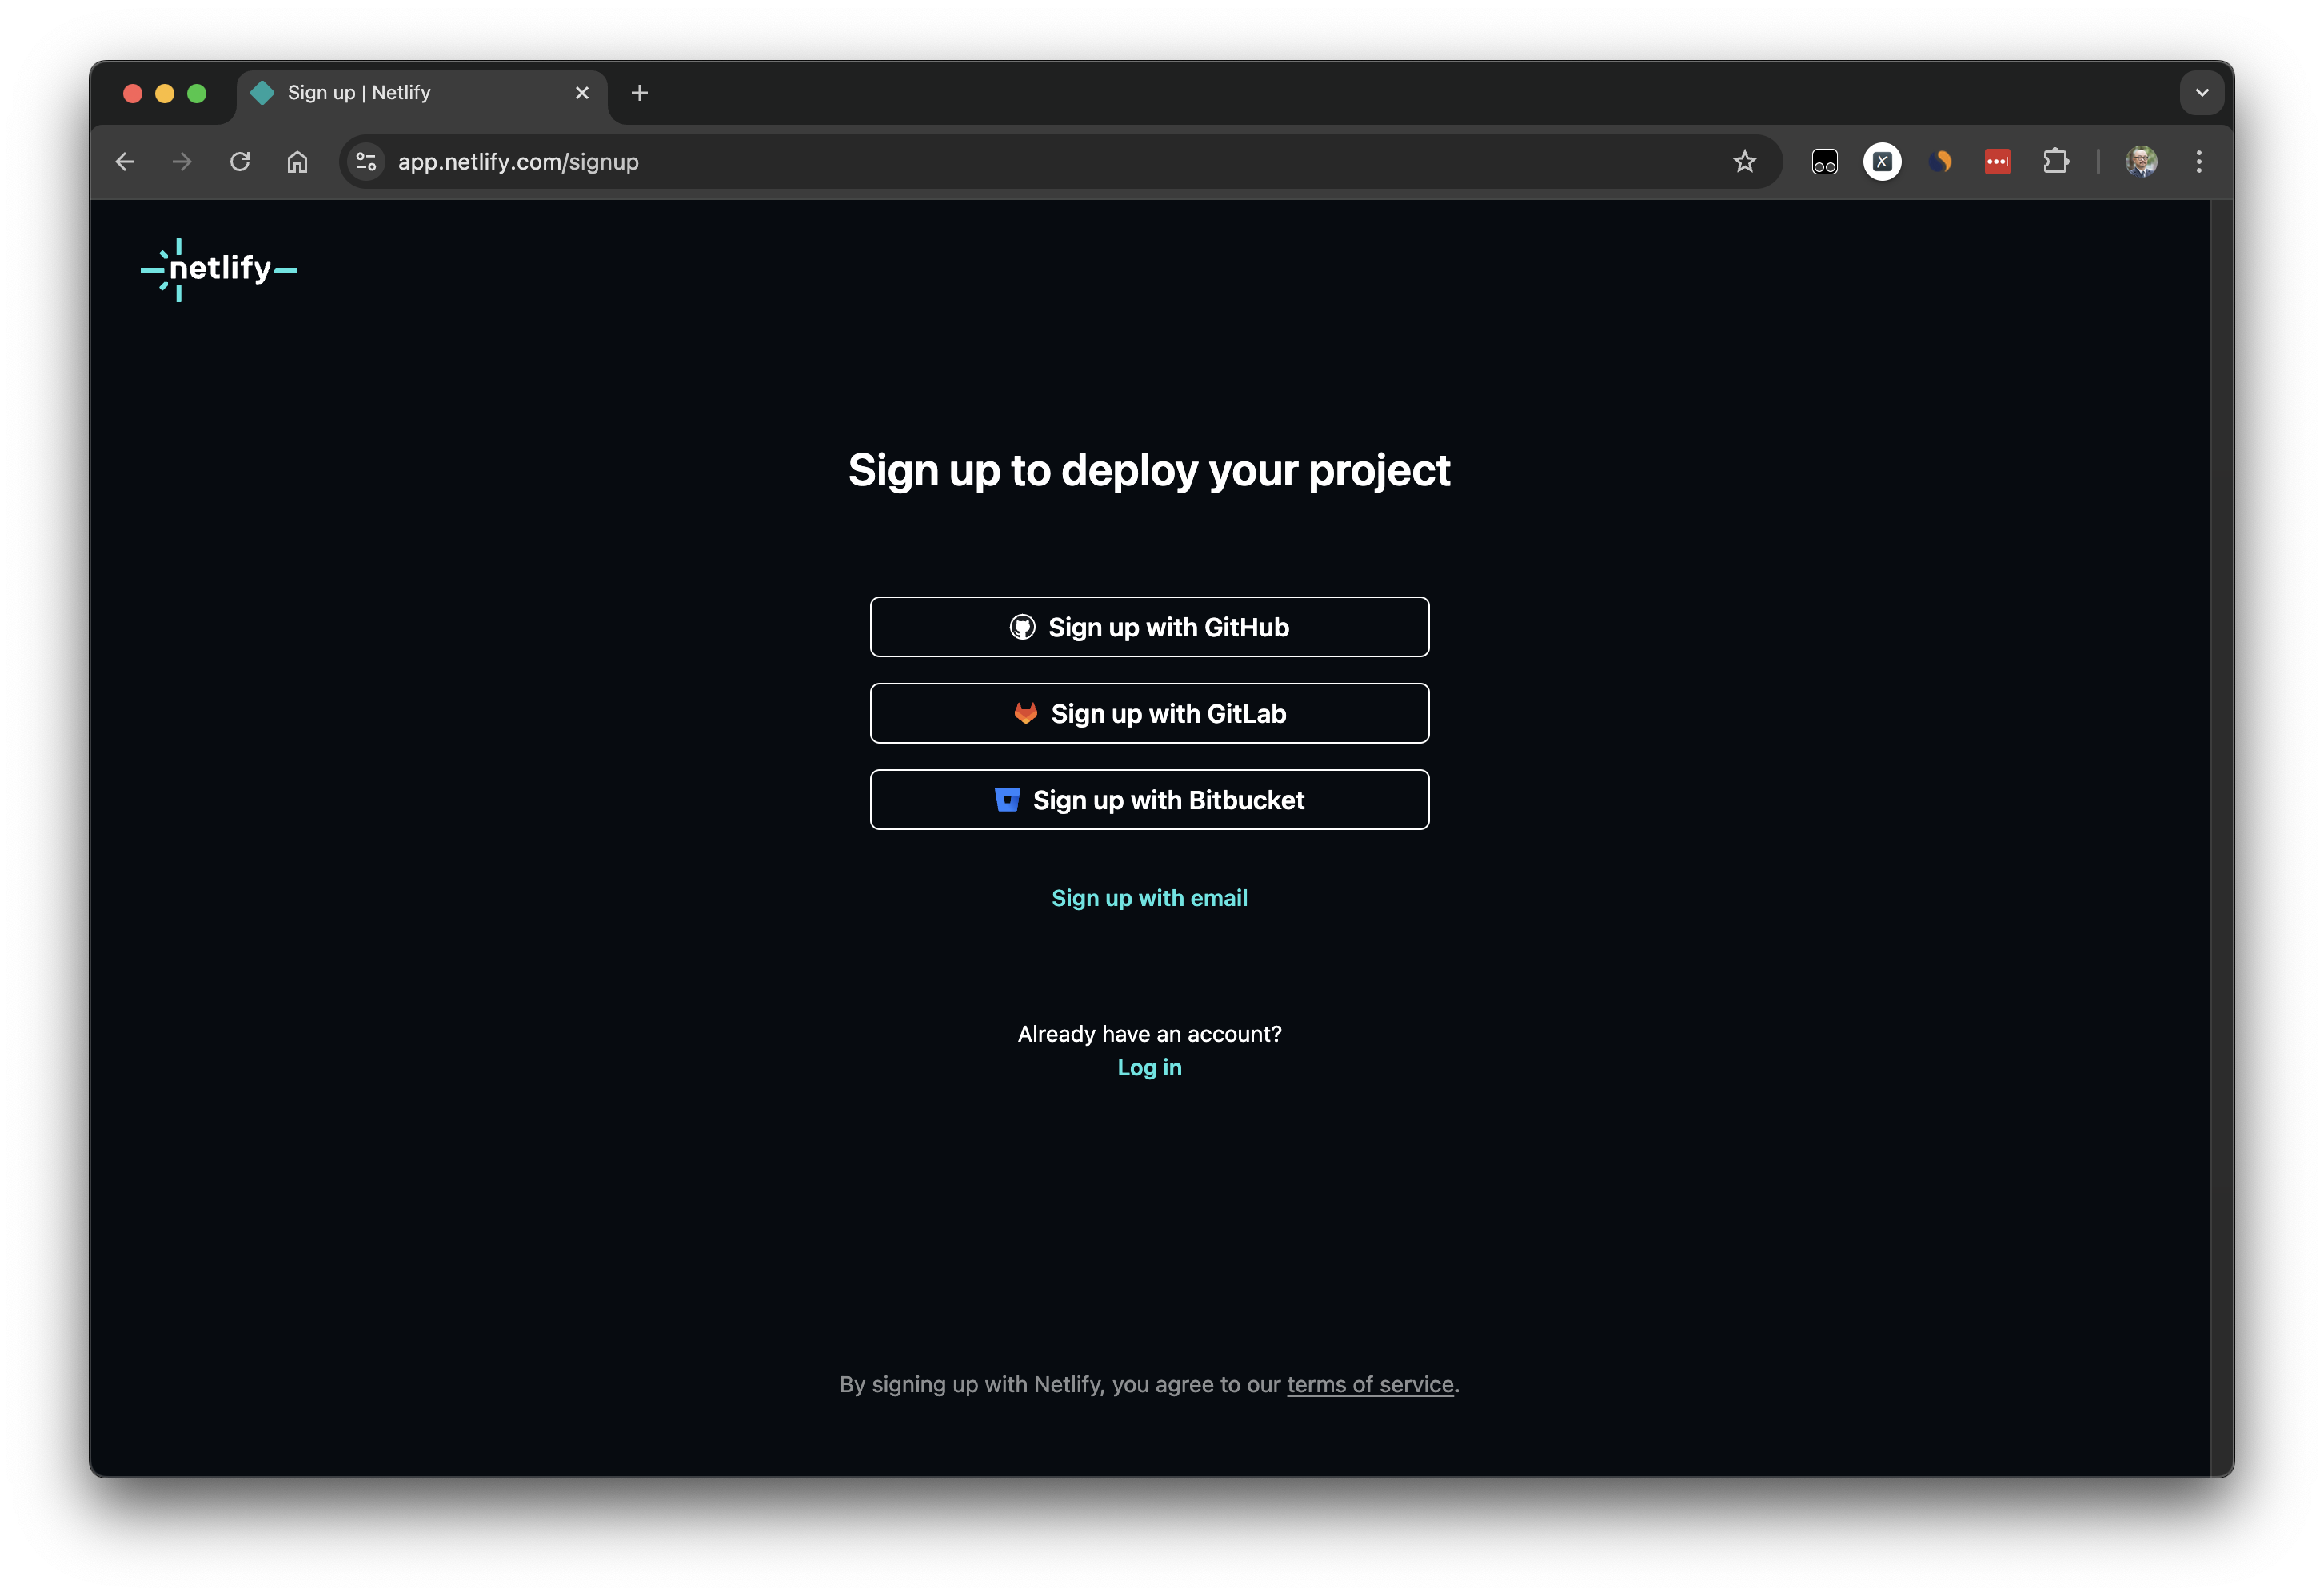 Sign up | Netlify
app.netlify.com/signup
netlify
Sign up to deploy your project
Sign up with GitHub
Sign up with GitLab
Sign up with Bitbucket
Sign up with email
Already have an account?
Log in
By signing up with Netlify, you agree to our terms of service.